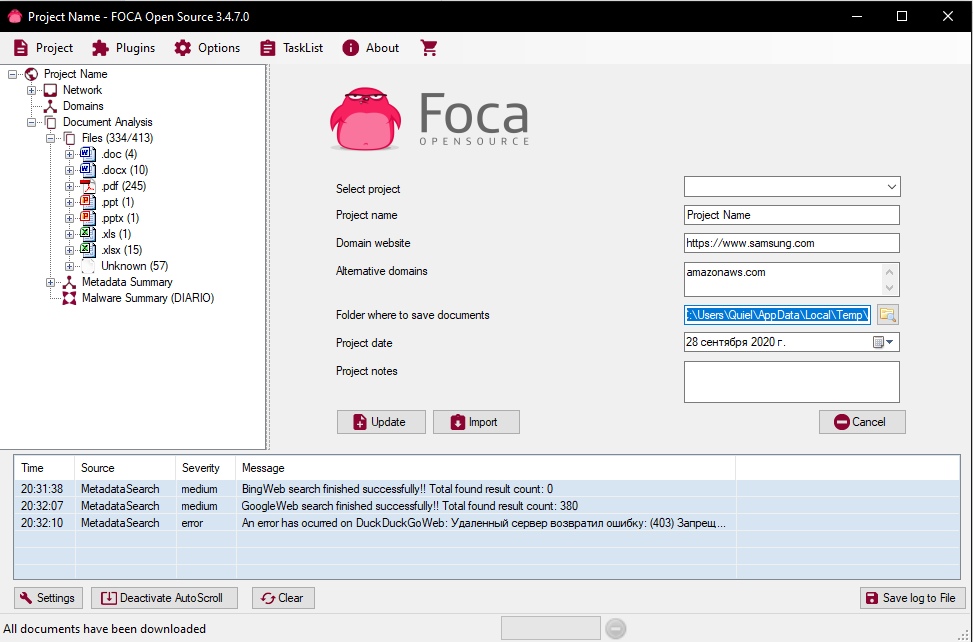 Project Name - FOCA Open Source 3.4.7.0
Project Plugins Options TaskList About
Project Name
Network
Domains
Document Analysis
Files (334/413)
.doc (4)
.docx (10)
.pdf (245)
.ppt (1)
.pptx (1)
.xls (1)
.xlsx (15)
Unknown (57)
Metadata Summary
Malware Summary (DIARIO)
Foca
OPENSOURCE
Select project
Project name Project Name
Domain website https://www.samsung.com
Alternative domains amazonaws.com
Folder where to save documents :\Users\Quiel\AppData\Local\Temp\
Project date 28 сентября 2020 г.
Project notes
Update Import Cancel
Time Source Severity Message
20:31:38 MetadataSearch medium BingWeb search finished successfully!! Total found result count: 0
20:32:07 MetadataSearch medium GoogleWeb search finished successfully!! Total found result count: 380
20:32:10 MetadataSearch error An error has ocurred on DuckDuckGoWeb: Удаленный сервер возвратил ошибку: (403) Запрещ...
Settings Deactivate AutoScroll Clear Save log to File
All documents have been downloaded